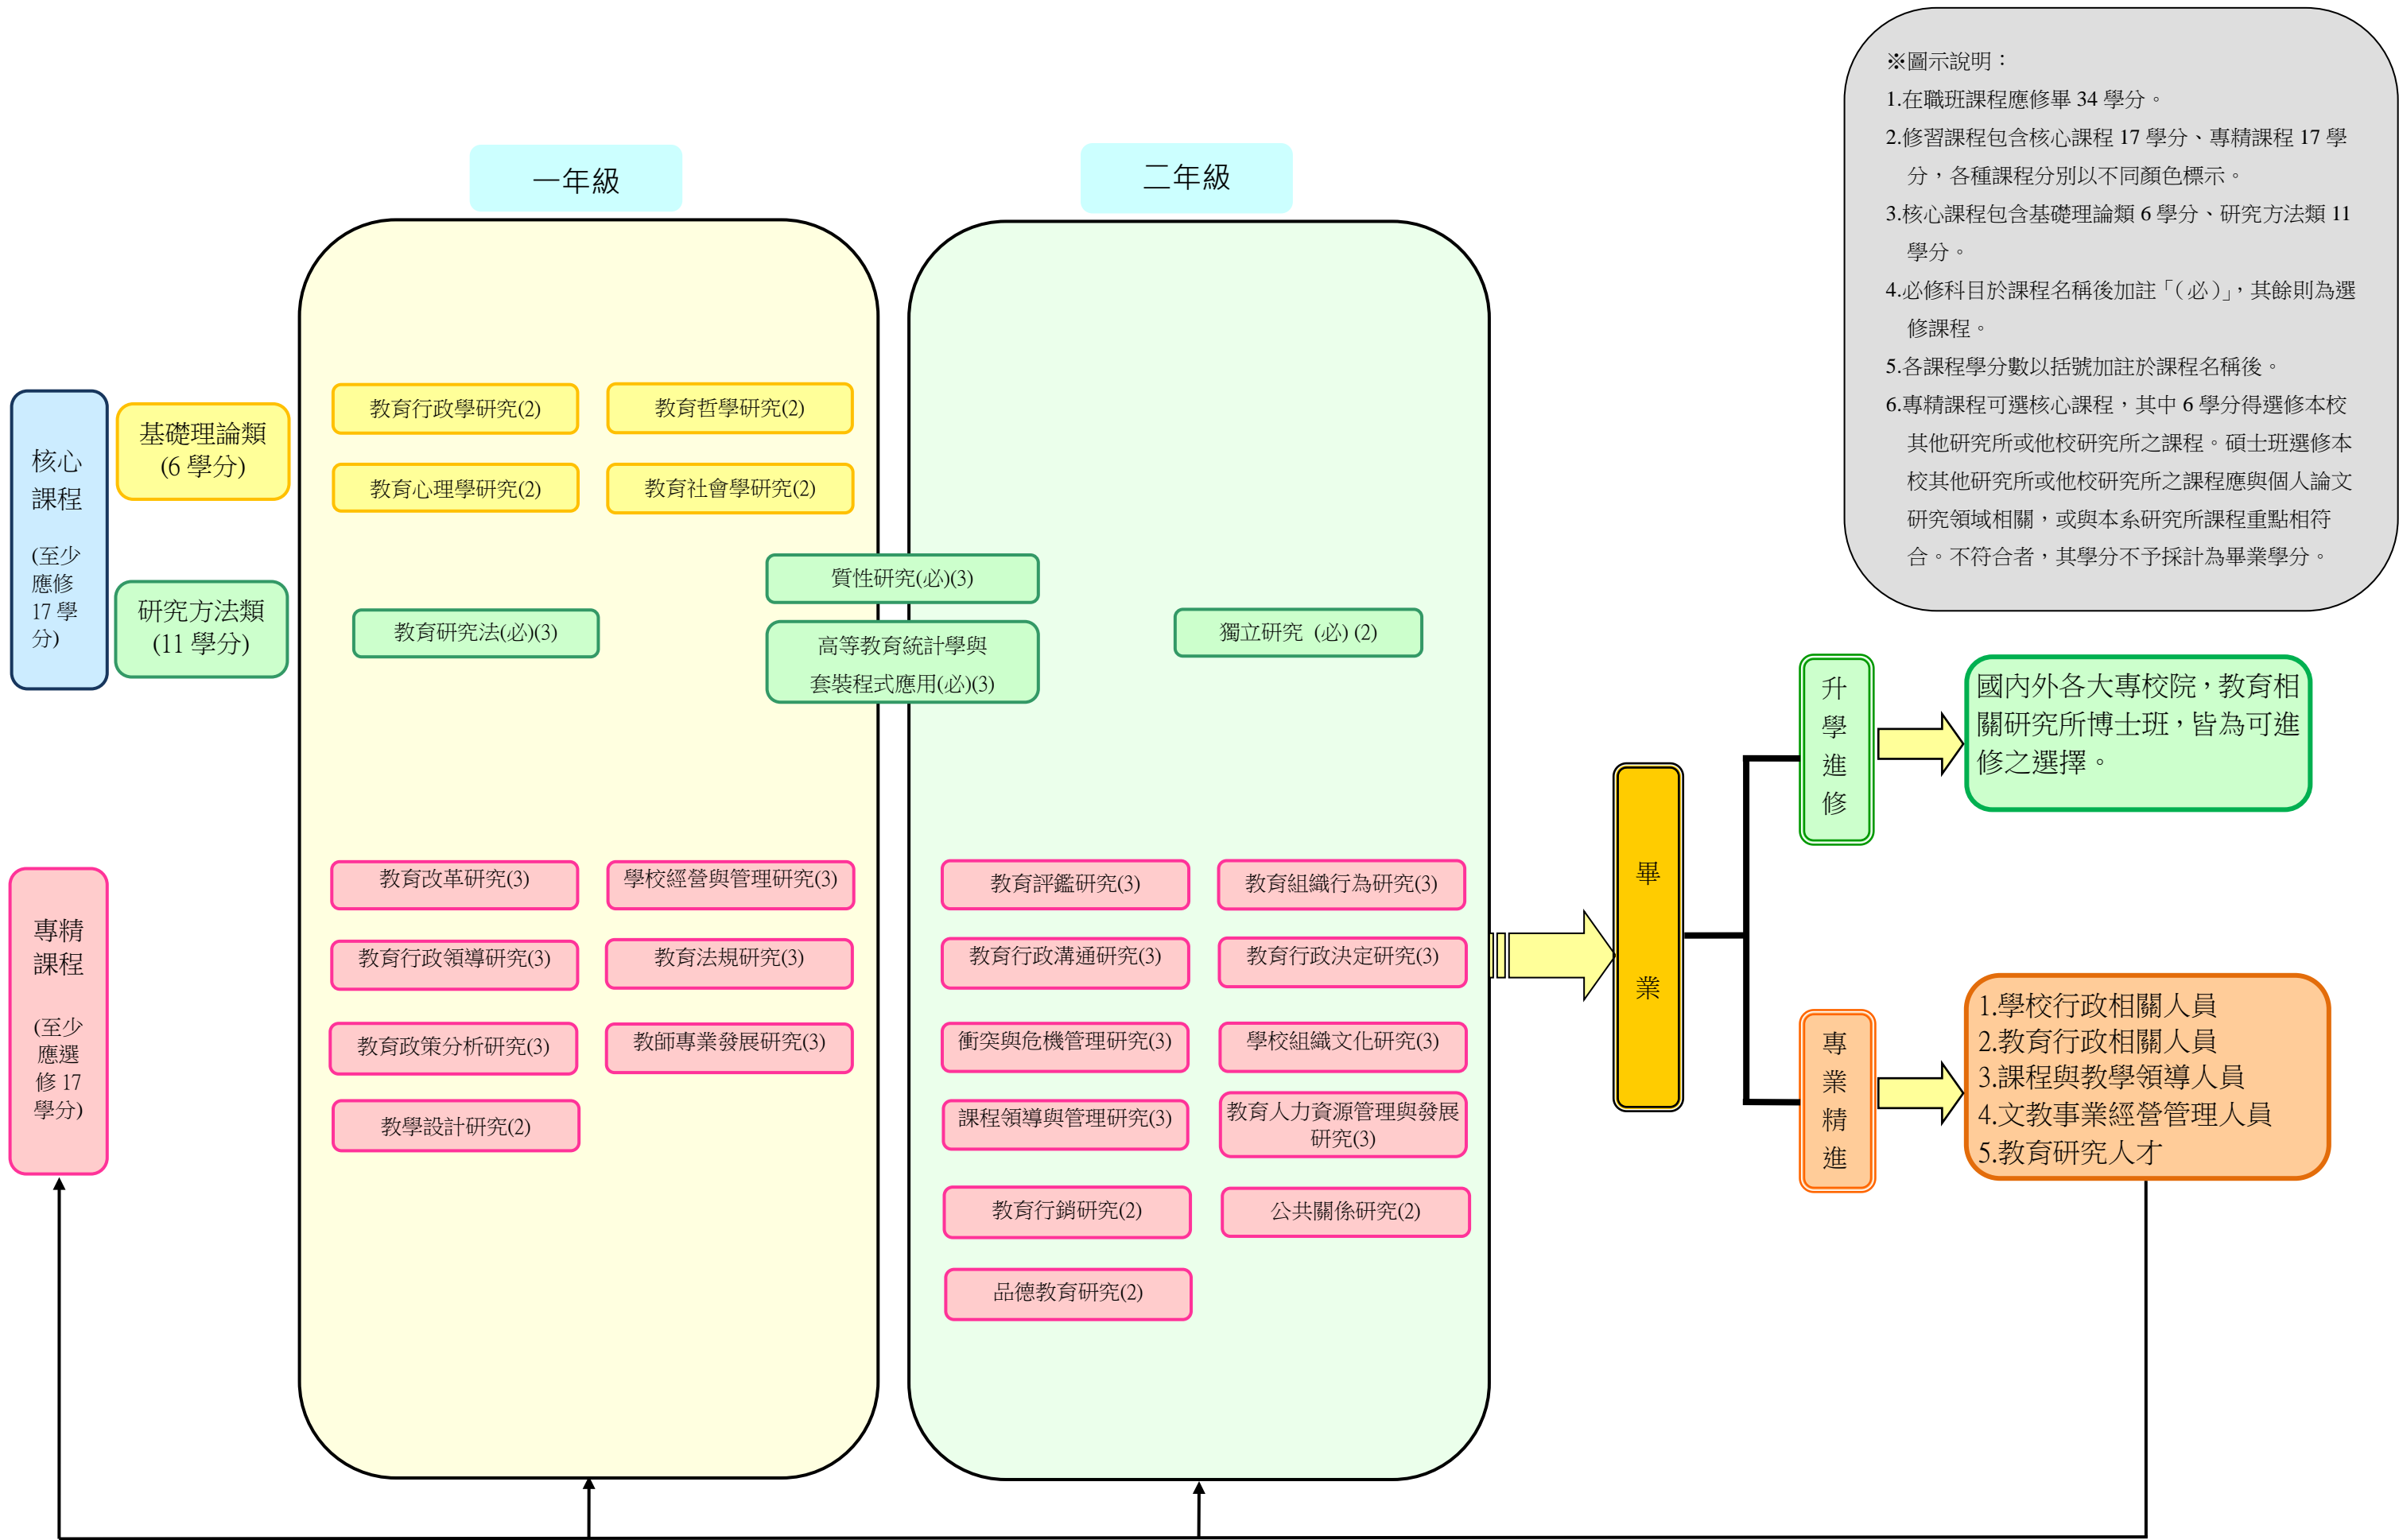 ※圖示說明：
1.在職班課程應修畢 34 學分。
2.修習課程包含核心課程 17 學分、專精課程 17 學
分，各種課程分別以不同顏色標示。
3.核心課程包含基礎理論類 6 學分、研究方法類 11
學分。
4.必修科目於課程名稱後加註「（必）」，其餘則為選
修課程。
5.各課程學分數以括號加註於課程名稱後。
6.專精課程可選核心課程，其中 6 學分得選修本校
其他研究所或他校研究所之課程。碩士班選修本
校其他研究所或他校研究所之課程應與個人論文
研究領域相關，或與本系研究所課程重點相符
合。不符合者，其學分不予採計為畢業學分。
一年級
二年級
核心
課程
(至少
應修
17 學
分)
基礎理論類
(6 學分)
教育行政學研究(2)
教育哲學研究(2)
教育心理學研究(2)
教育社會學研究(2)
研究方法類
(11 學分)
教育研究法(必)(3)
質性研究(必)(3)
高等教育統計學與
套裝程式應用(必)(3)
獨立研究 (必) (2)
專精
課程
(至少
應選
修 17
學分)
教育改革研究(3)
學校經營與管理研究(3)
教育行政領導研究(3)
教育法規研究(3)
教育政策分析研究(3)
教師專業發展研究(3)
教學設計研究(2)
教育評鑑研究(3)
教育組織行為研究(3)
教育行政溝通研究(3)
教育行政決定研究(3)
衝突與危機管理研究(3)
學校組織文化研究(3)
課程領導與管理研究(3)
教育人力資源管理與發展
研究(3)
教育行銷研究(2)
公共關係研究(2)
品德教育研究(2)
畢
業
升
學
進
修
國內外各大專校院，教育相
關研究所博士班，皆為可進
修之選擇。
專
業
精
進
1.學校行政相關人員
2.教育行政相關人員
3.課程與教學領導人員
4.文教事業經營管理人員
5.教育研究人才